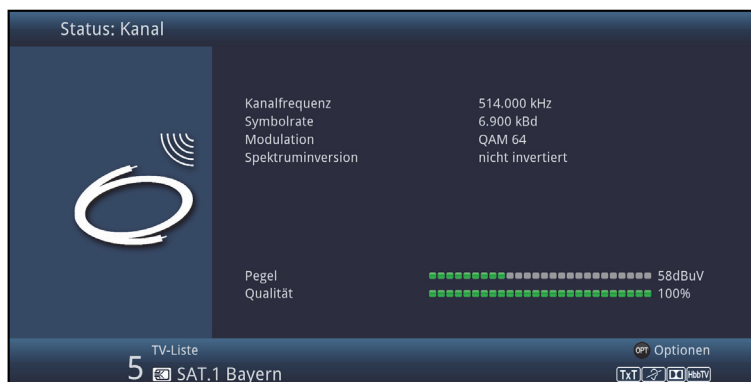 Status: Kanal
Kanalfrequenz 514.000 kHz
Symbolrate 6.900 kBd
Modulation QAM 64
Spektruminversion nicht invertiert
Pegel 58dBuV
Qualität 100%
TV-Liste
OPT Optionen
5 SAT.1 Bayern
TxT HbbTV